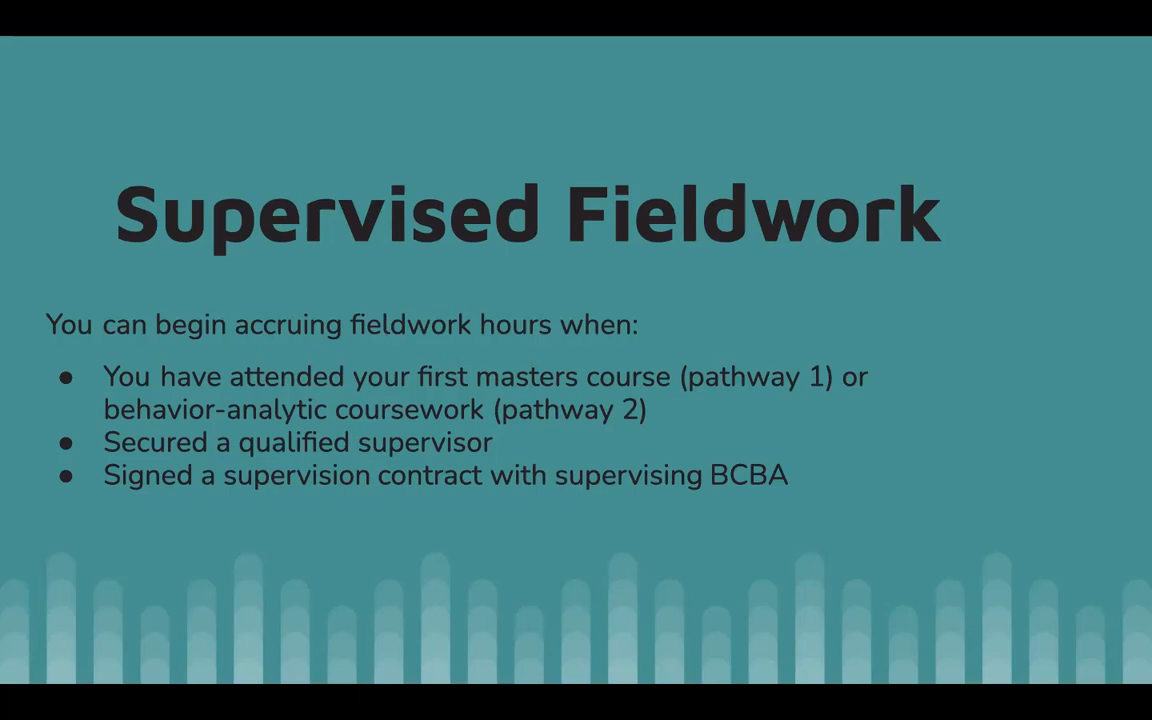 Supervised Fieldwork
You can begin accruing fieldwork hours when:
● You have attended your first masters course (pathway 1) or
behavior-analytic coursework (pathway 2)
● Secured a qualified supervisor
● Signed a supervision contract with supervising BCBA